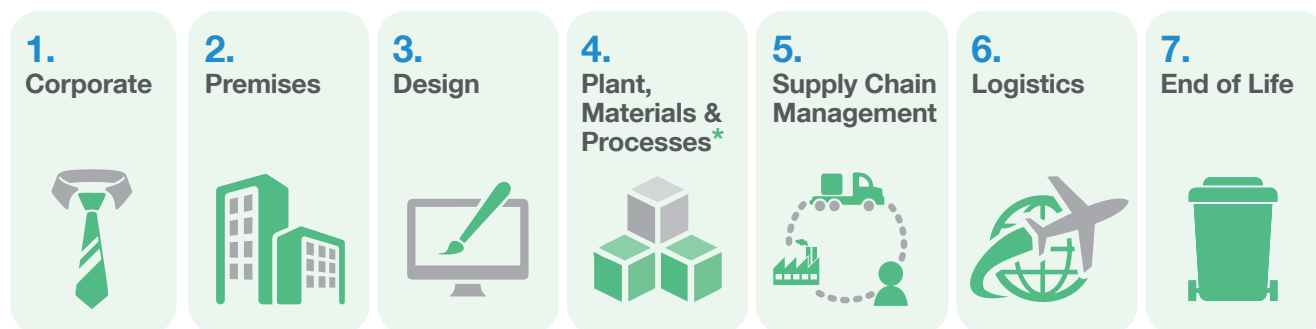 1.
Corporate
2.
Premises
3.
Design
4.
Plant,
Materials &
Processes*
5.
Supply Chain
Management
6.
Logistics
7.
End of Life